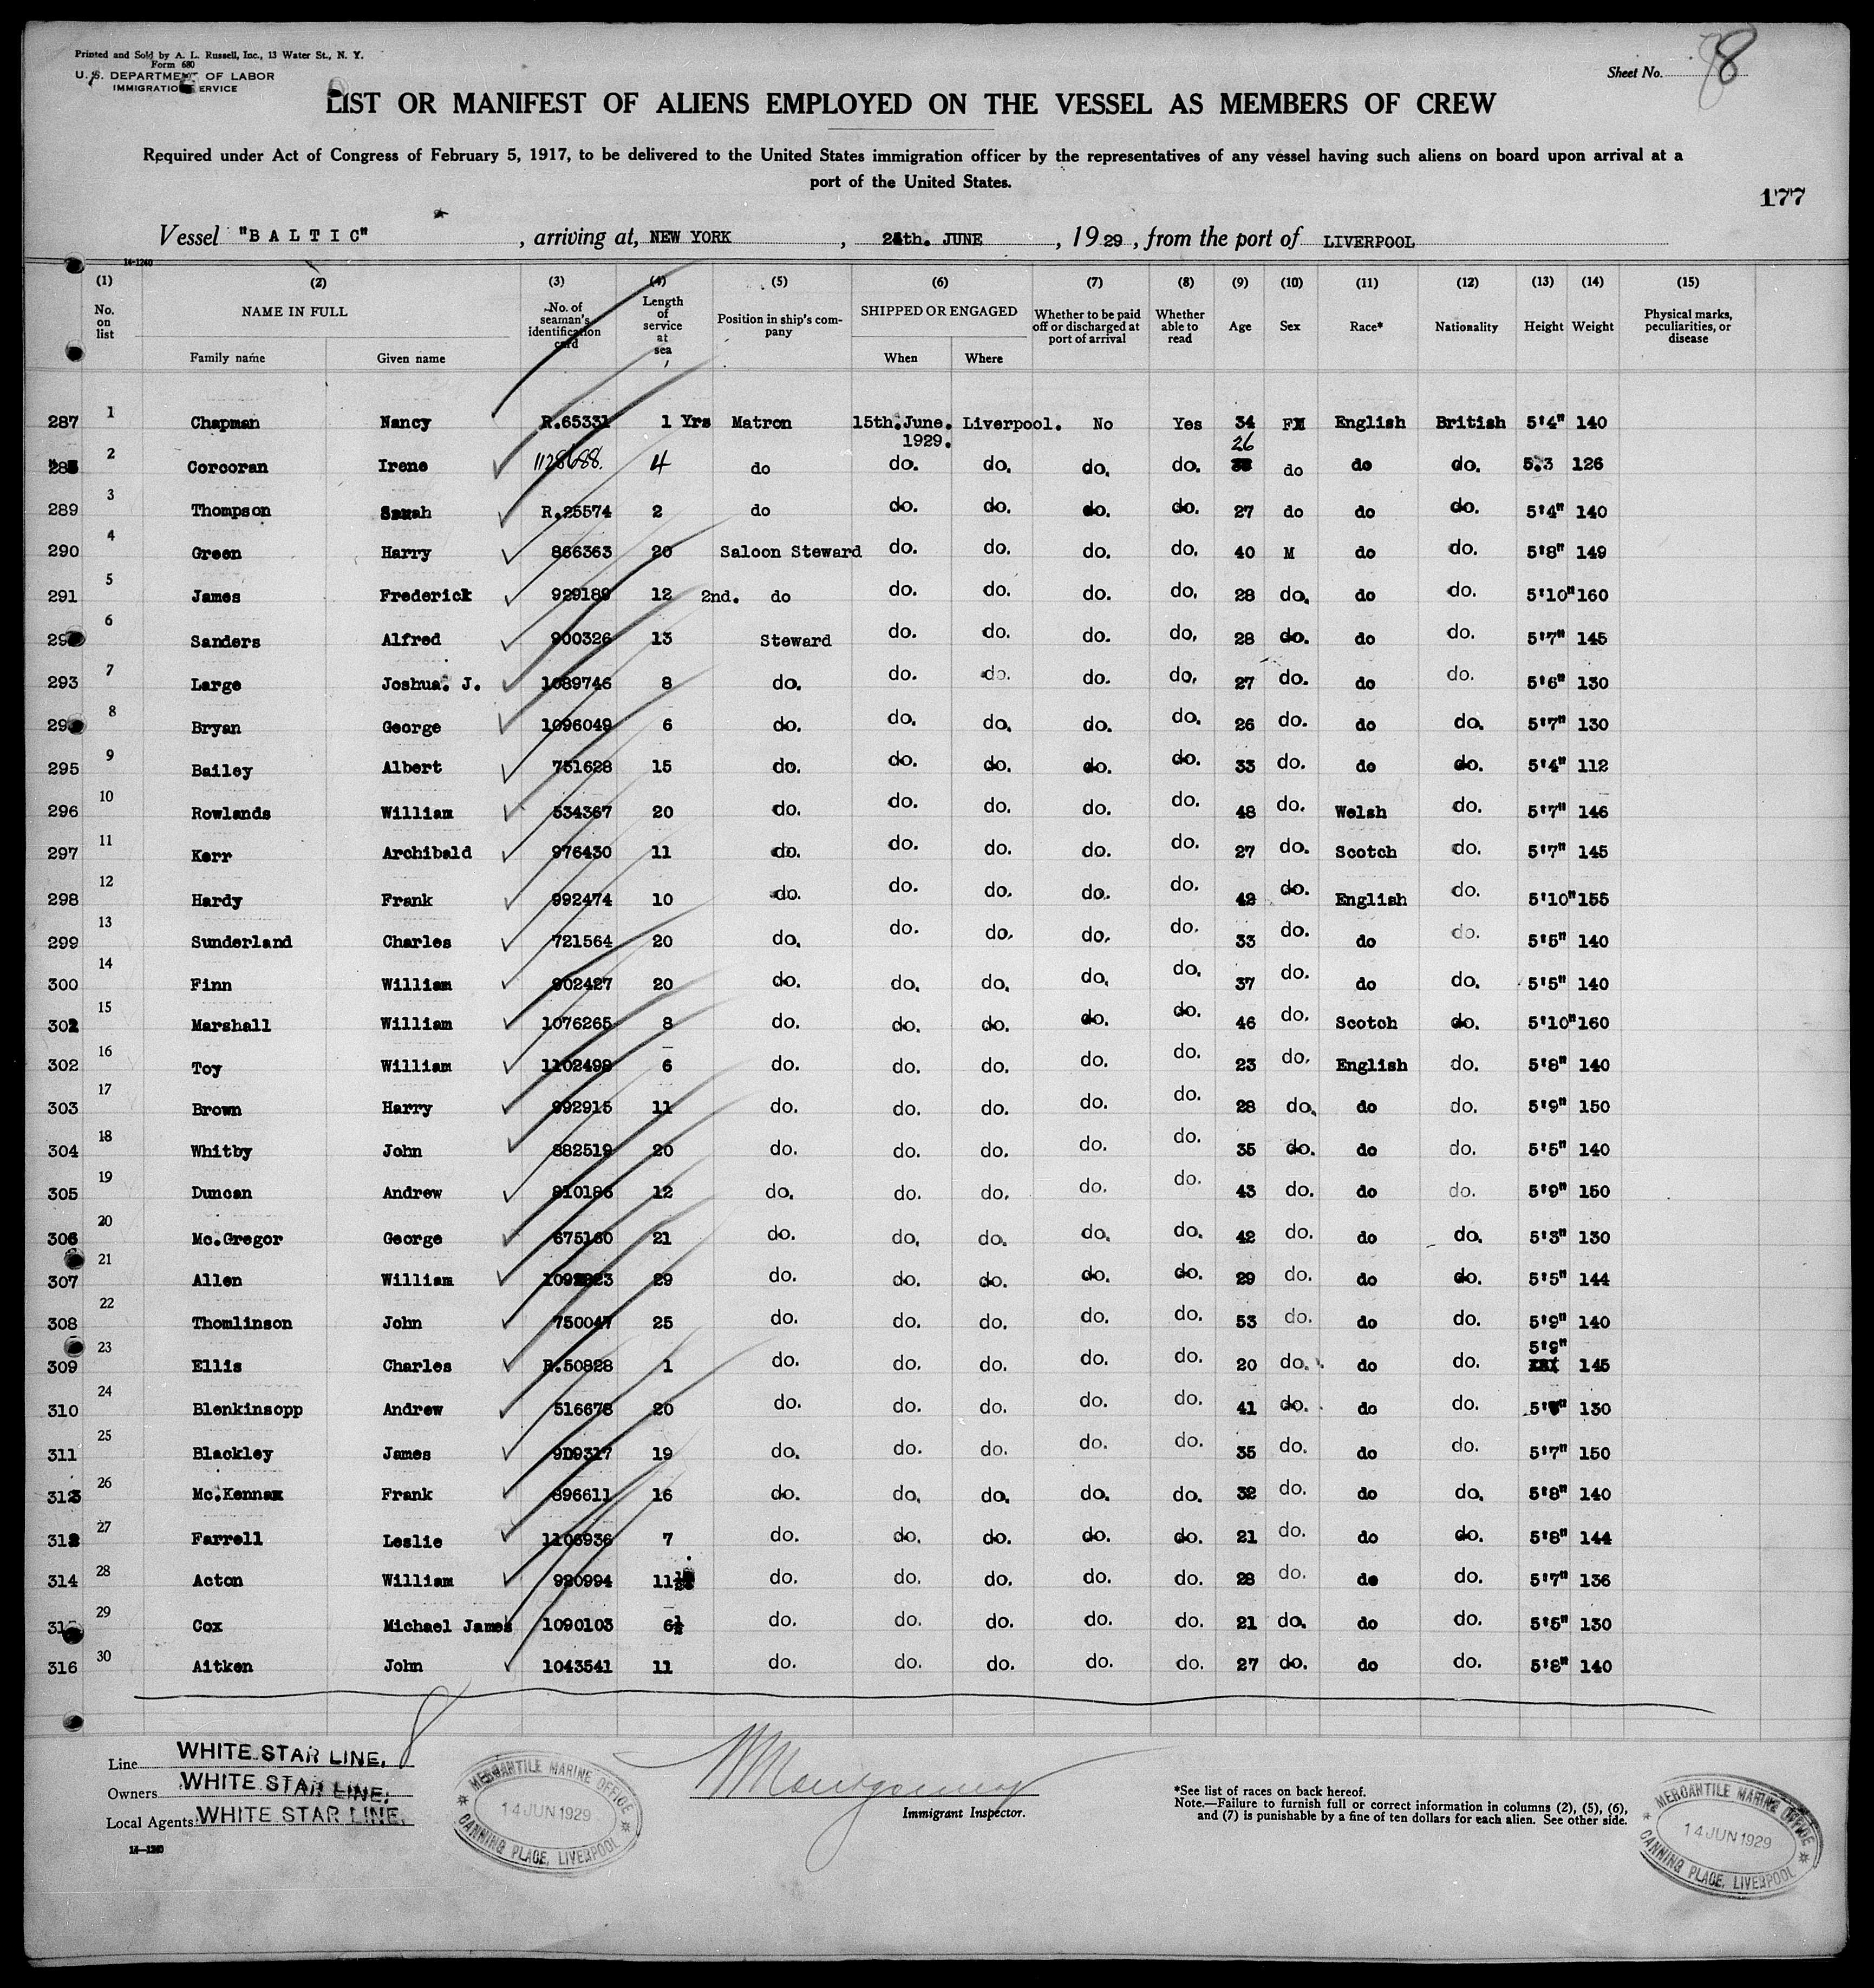 Printed and Sold by A. L. Russell, Inc., 13 Water St., N. Y.
Form 680
U. S. DEPARTMENT OF LABOR
IMMIGRATION SERVICE
Sheet No. 8
LIST OR MANIFEST OF ALIENS EMPLOYED ON THE VESSEL AS MEMBERS OF CREW
Required under Act of Congress of February 5, 1917, to be delivered to the United States immigration officer by the representatives of any vessel having such aliens on board upon arrival at a
port of the United States.
177
Vessel "BALTIC", arriving at, NEW YORK, JUNE, 1929, from the port of LIVERPOOL
14-1240
(1) (2) (3) (4) (5) (6) (7) (8) (9) (10) (11) (12) (13) (14) (15)
No. on list NAME IN FULL No. of seaman's identification card Length of service at sea Position in ship's company SHIPPED OR ENGAGED Whether to be paid off or discharged at port of arrival Whether able to read Age Sex Race* Nationality Height Weight Physical marks, peculiarities, or disease
Family name Given name When Where
287 1 Chapman Nancy R.65331 1 Yrs Matron 15th.June. 1929. Liverpool. No Yes 34 F English British 5'4" 140
2 Corcoran Irene 1128688. 4 do do. do. do. do. 26 do do do. 5.3 126
289 3 Thompson Sarah R.25574 2 do do. do. do. do. 27 do do do. 5'4" 140
290 4 Green Harry 866363 20 Saloon Steward do. do. do. do. 40 M do do. 5'8" 149
291 5 James Frederick 929189 12 2nd. do do. do. do. do. 28 do. do do. 5'10" 160
6 Sanders Alfred 900326 13 Steward do. do. do. do. 28 do. do do. 5'7" 145
293 7 Large Joshua. J. 1089746 8 do. do. do. do. do. 27 do. do do. 5'6" 130
8 Bryan George 1096049 6 do. do. do. do. do. 26 do. do do. 5'7" 130
295 9 Bailey Albert 751628 15 do. do. do. do. do. 33 do. do do. 5'4" 112
296 10 Rowlands William 534367 20 do. do. do. do. do. 48 do. Welsh do. 5'7" 146
297 11 Kerr Archibald 976430 11 do. do. do. do. do. 27 do. Scotch do. 5'7" 145
298 12 Hardy Frank 992474 10 do. do. do. do. do. 42 do. English do. 5'10" 155
299 13 Sunderland Charles 721564 20 do. do. do. do. do. 33 do. do do. 5'5" 140
300 14 Finn William 902427 20 do. do. do. do. do. 37 do. do do. 5'5" 140
15 Marshall William 1076265 8 do. do. do. do. do. 46 do. Scotch do. 5'10" 160
302 16 Toy William 1102498 6 do. do. do. do. do. 23 do. English do. 5'8" 140
303 17 Brown Harry 992915 11 do. do. do. do. do. 28 do. do do. 5'9" 150
304 18 Whitby John 882519 20 do. do. do. do. do. 35 do. do do. 5'5" 140
305 19 Duncan Andrew 810186 12 do. do. do. do. do. 43 do. do do. 5'9" 150
306 20 Mc.Gregor George 675160 21 do. do. do. do. do. 42 do. do do. 5'3" 130
307 21 Allen William 29 do. do. do. do. do. 29 do. do do. 5'5" 144
308 22 Thomlinson John 750047 25 do. do. do. do. do. 53 do. do do. 5'9" 140
309 23 Ellis Charles R.50828 1 do. do. do. do. do. 20 do. do do. 5'9" 145
310 24 Blenkinsopp Andrew 516678 20 do. do. do. do. do. 41 do. do do. 130
311 25 Blackley James 909317 19 do. do. do. do. do. 35 do. do do. 5'7" 150
26 Mc.Kenna Frank 896611 16 do. do. do. do. do. 32 do. do do. 5'8" 140
27 Farrell Leslie 1106936 7 do. do. do. do. do. 21 do. do do. 5'8" 144
314 28 Acton William 920994 11 do. do. do. do. do. 28 do. do do. 5'7" 136
29 Cox Michael James 1090103 6½ do. do. do. do. do. 21 do. do do. 5'5" 130
316 30 Aitken John 1043541 11 do. do. do. do. do. 27 do. do do. 5'8" 140
8
Line WHITE STAR LINE.
Owners WHITE STAR LINE.
Local Agents WHITE STAR LINE.
14-1240
MERCANTILE MARINE OFFICE
14 JUN 1929
CANNING PLACE, LIVERPOOL
Montgomery
Immigrant Inspector.
*See list of races on back hereof.
Note.—Failure to furnish full or correct information in columns (2), (5), (6),
and (7) is punishable by a fine of ten dollars for each alien. See other side.
MERCANTILE MARINE OFFICE
14 JUN 1929
CANNING PLACE, LIVERPOOL